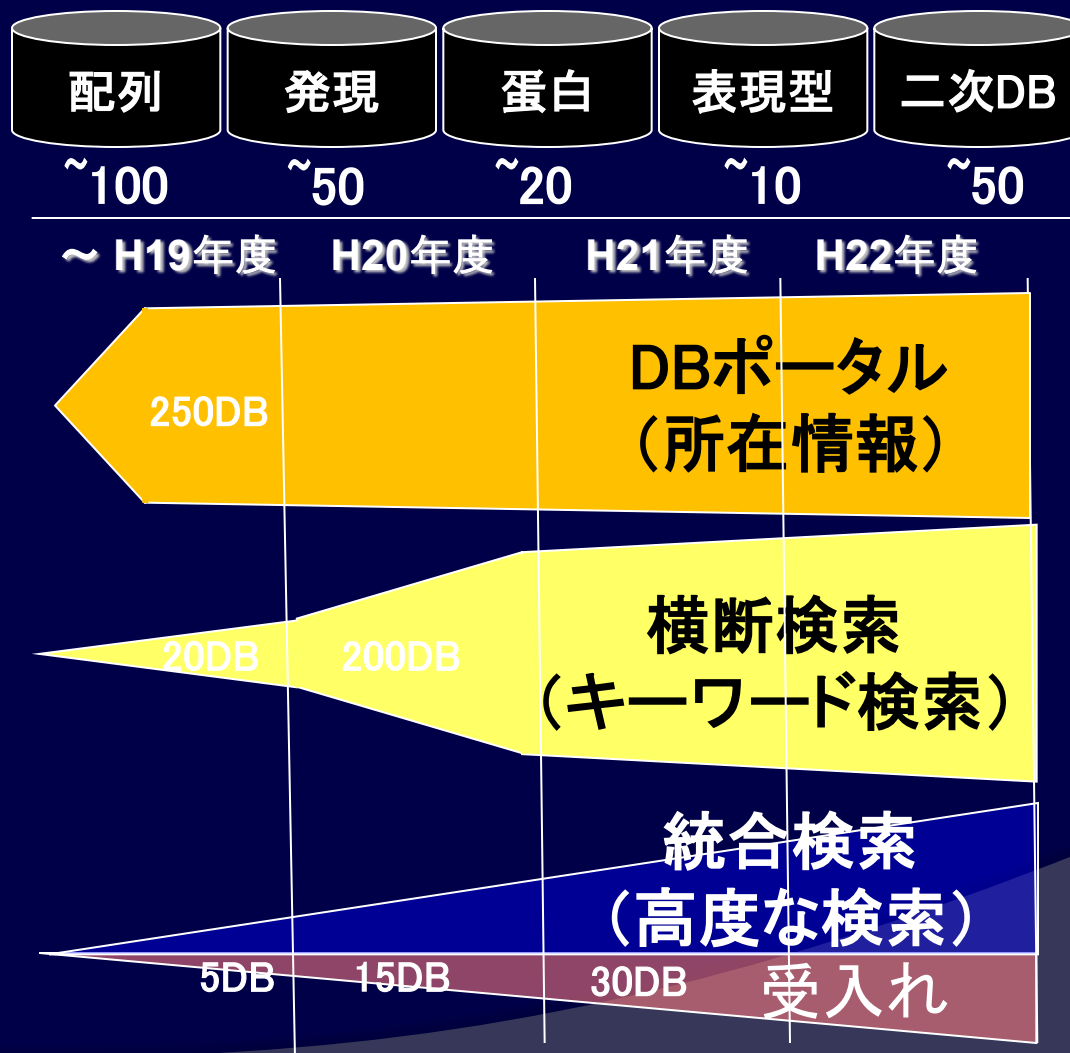 配列 発現 蛋白 表現型 二次DB
~100 ~50 ~20 ~10 ~50
～ H19年度 H20年度 H21年度 H22年度
DBポータル
250DB
（所在情報）
横断検索
20DB 200DB
（キーワード検索）
統合検索
（高度な検索）
5DB 15DB 30DB 受入れ